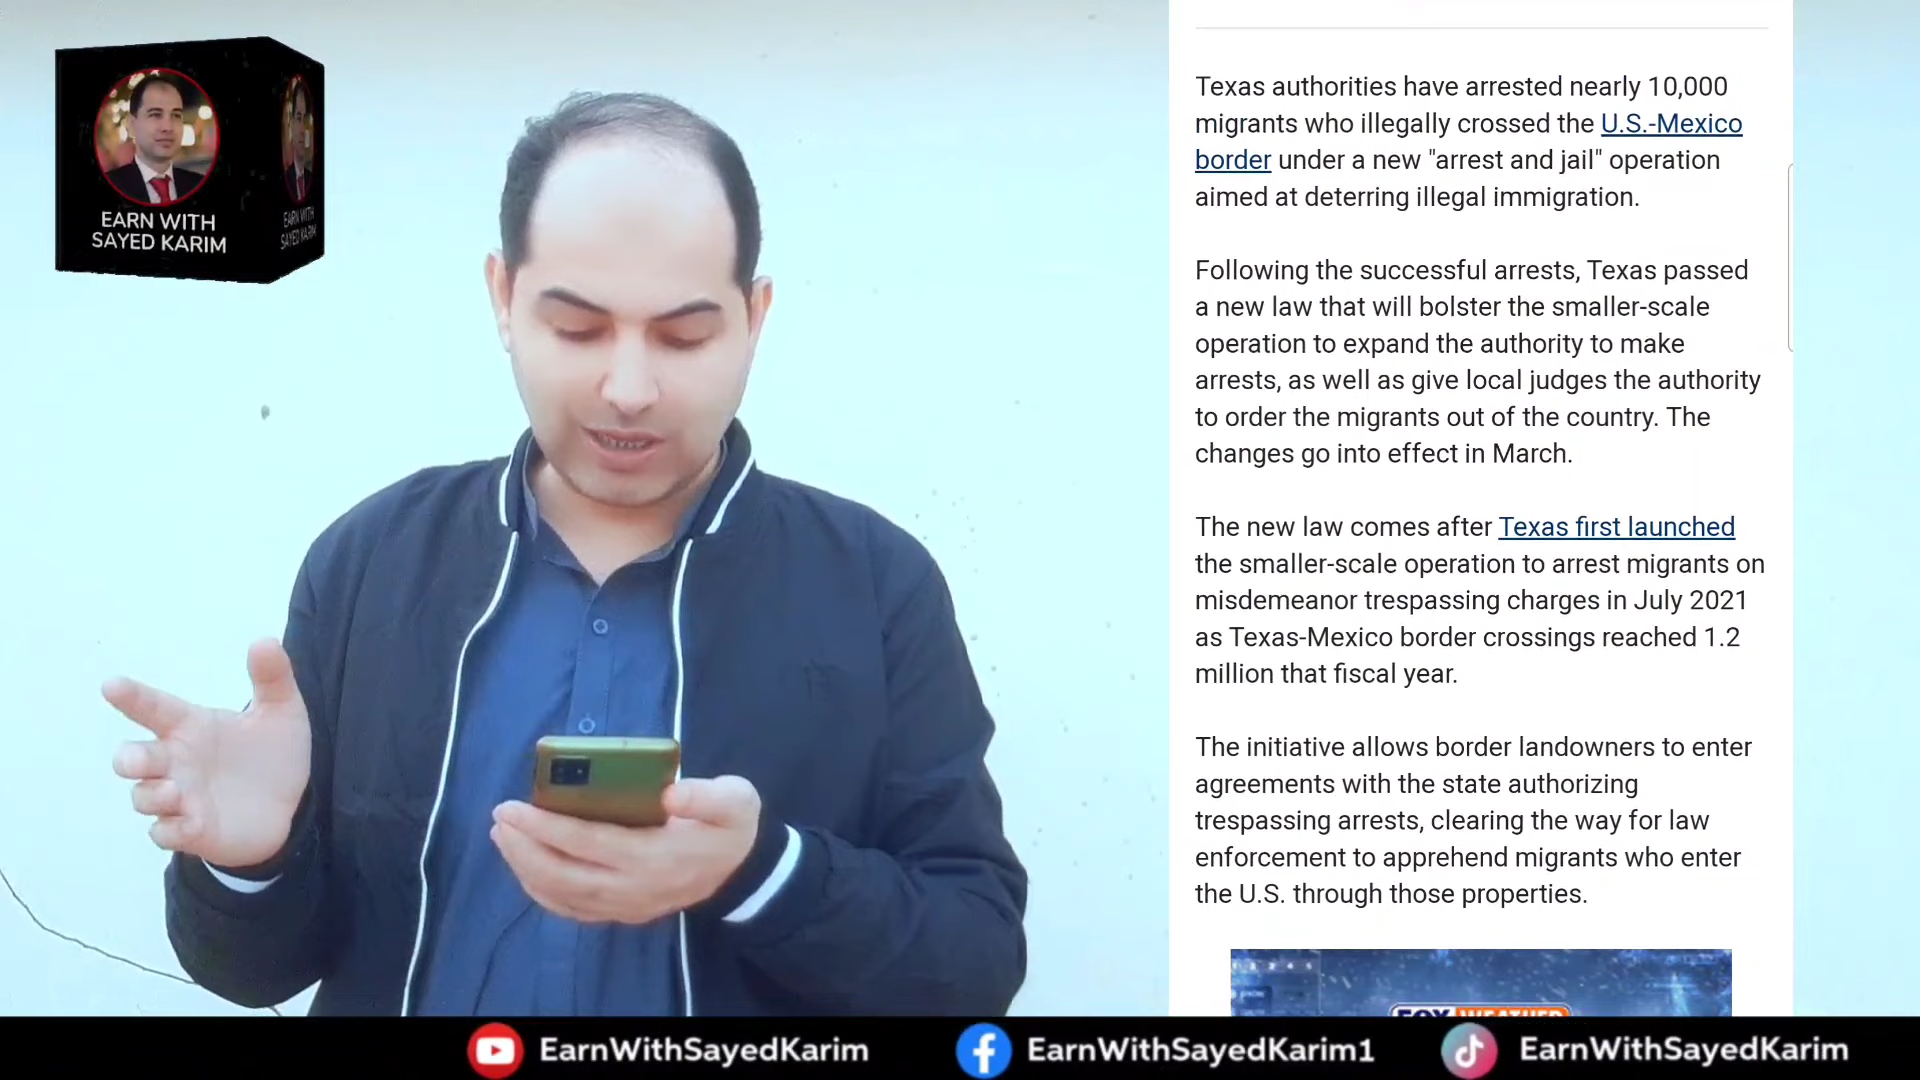 EARN WITH
SAYED KARIM
EARN WITH
SAYED KARIM
Texas authorities have arrested nearly 10,000
migrants who illegally crossed the U.S.-Mexico
border under a new "arrest and jail" operation
aimed at deterring illegal immigration.
Following the successful arrests, Texas passed
a new law that will bolster the smaller-scale
operation to expand the authority to make
arrests, as well as give local judges the authority
to order the migrants out of the country. The
changes go into effect in March.
The new law comes after Texas first launched
the smaller-scale operation to arrest migrants on
misdemeanor trespassing charges in July 2021
as Texas-Mexico border crossings reached 1.2
million that fiscal year.
The initiative allows border landowners to enter
agreements with the state authorizing
trespassing arrests, clearing the way for law
enforcement to apprehend migrants who enter
the U.S. through those properties.
FOX WEATHER
EarnWithSayedKarim
EarnWithSayedKarim1
EarnWithSayedKarim